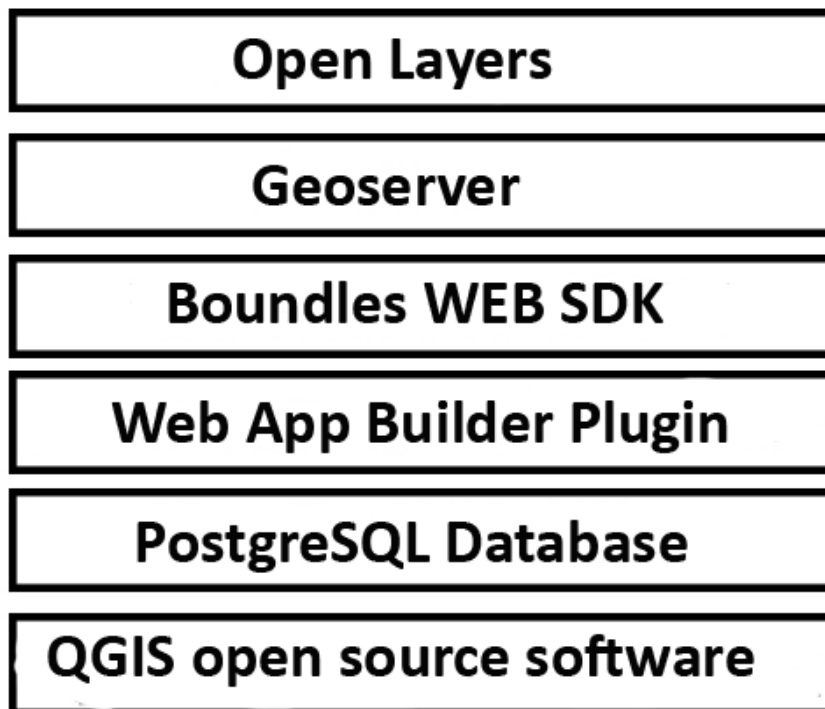 Open Layers
Geoserver
Boundles WEB SDK
Web App Builder Plugin
PostgreSQL Database
QGIS open source software